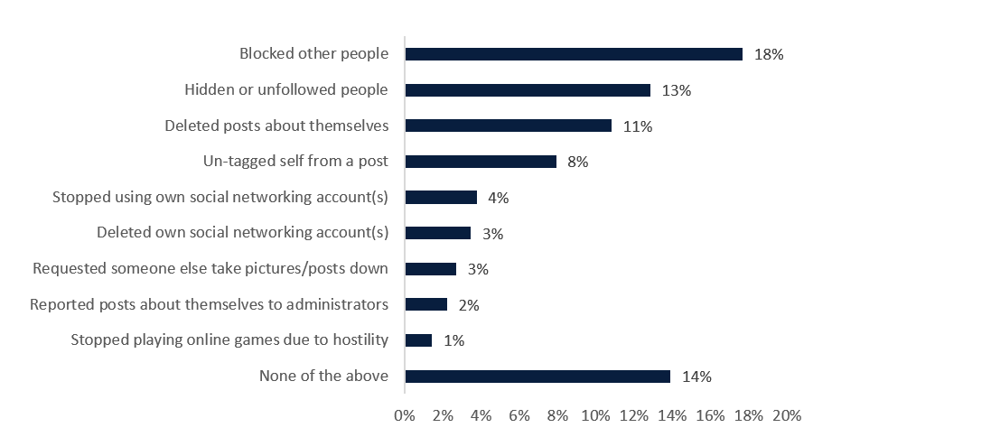 Blocked other people 18%
Hidden or unfollowed people 13%
Deleted posts about themselves 11%
Un-tagged self from a post 8%
Stopped using own social networking account(s) 4%
Deleted own social networking account(s) 3%
Requested someone else take pictures/posts down 3%
Reported posts about themselves to administrators 2%
Stopped playing online games due to hostility 1%
None of the above 14%
0% 2% 4% 6% 8% 10% 12% 14% 16% 18% 20%